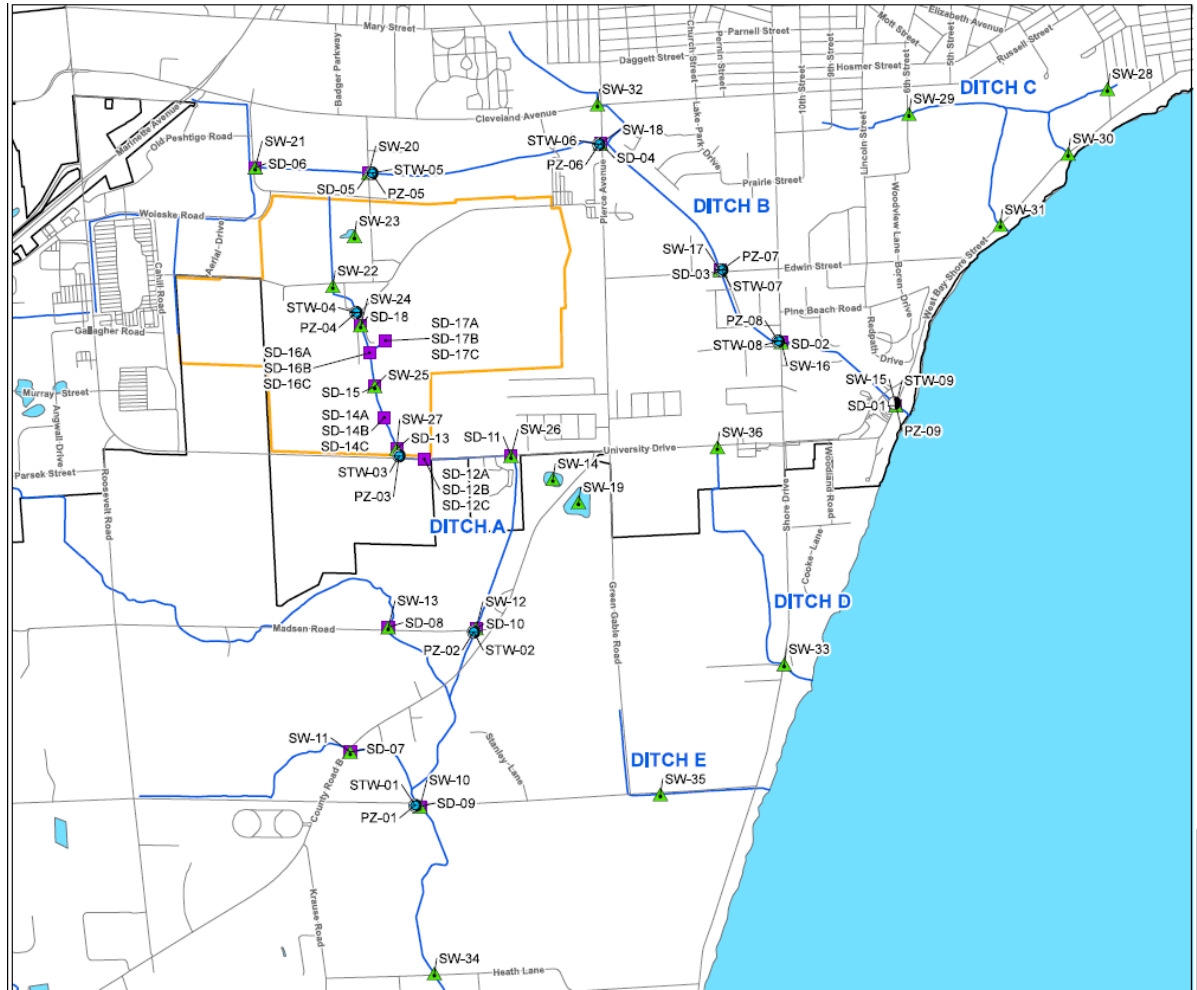 Mary Street
Badger Parkway
Elizabeth Avenue
Mott Street
Parnell Street
Russell Street
Church Street
Pernin Street
Daggett Street
9th Street
10th Street
6th Street
5th Street
Hosmer Street
SW-28
DITCH C
SW-32
SW-29
Marinette Avenue
Old Peshtigo Road
Cleveland Avenue
Lake Park Drive
Lincoln Street
SW-18
STW-06
SW-21
SW-20
SD-06
STW-05
PZ-06
SD-04
SW-30
SD-05
PZ-05
Prairie Street
Pierce Avenue
Woodview Lane
Boren Drive
Woleske Road
DITCH B
SW-23
SW-31
Aerial Drive
Cahill Road
SW-17
PZ-07
SD-03
Edwin Street
West Bay Shore Street
SW-22
STW-07
STW-04
SW-24
PZ-04
SD-18
Pine Beach Road
PZ-08
Gallagher Road
SD-17A
SD-17B
SD-17C
STW-08
SD-02
Redpath Drive
SD-16A
SD-16B
SD-16C
SW-16
SW-25
SD-15
SW-15
STW-09
SD-01
Murray Street
Angwall Drive
SD-14A
SD-14B
SD-14C
SW-27
SD-13
SD-11
SW-26
SW-36
PZ-09
University Drive
Parsek Street
Roosevelt Road
STW-03
PZ-03
SW-14
SW-19
SD-12A
SD-12B
SD-12C
Shore Drive
Woodland Road
DITCH A
Cooke Lane
Green Gable Road
SW-13
SD-08
SW-12
SD-10
DITCH D
Madsen Road
PZ-02
STW-02
SW-33
SW-11
SD-07
Stanley Lane
County Road B
DITCH E
STW-01
SW-10
SD-09
PZ-01
SW-35
Krause Road
SW-34
Heath Lane